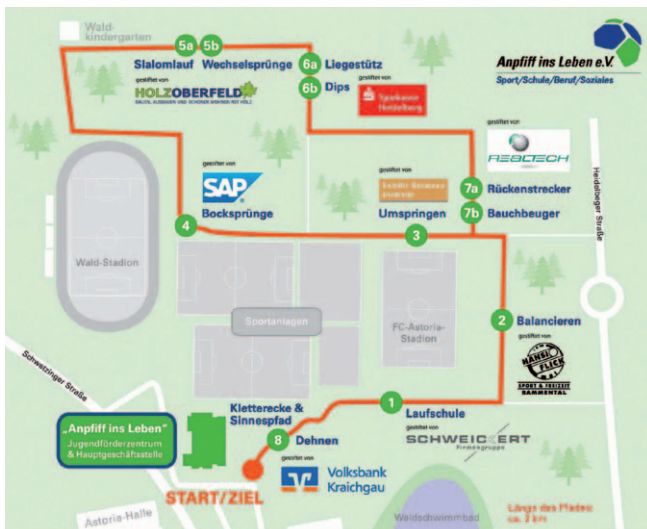 Wald-
kindergarten
5a
5b
Slalomlauf
Wechselsprünge
gestiftet von
HOLZOBERFELD
6a
Liegestütz
6b
Dips
gestiftet von
Sparkasse
Heidelberg
Anpfiff ins Leben e.V.
Sport/Schule/Beruf/Soziales
gestiftet von
REBLTECH
7a
Rückenstrecker
7b
Bauchbeuger
Heidelberger Straße
gestiftet von
SAP
Bocksprünge
4
gestiftet von
Umspringen
3
Wald-Stadion
Sportanlagen
FC-Astoria-
Stadion
2
Balancieren
gestiftet von
HANSI
FLICK
SPORT & FREIZEIT
BAMMENTAL
Schwetzinger Straße
„Anpfiff ins Leben“
Jugendförderzentrum
& Hauptgeschäftsstelle
Kletterecke &
Sinnespfad
8
Dehnen
gestiftet von
Volksbank
Kraichgau
1
Laufschule
gestiftet von
SCHWEICKERT
Firmengruppe
START/ZIEL
Astoria-Halle
Waldschwimmbad
Länge des Pfades:
ca. 2 km